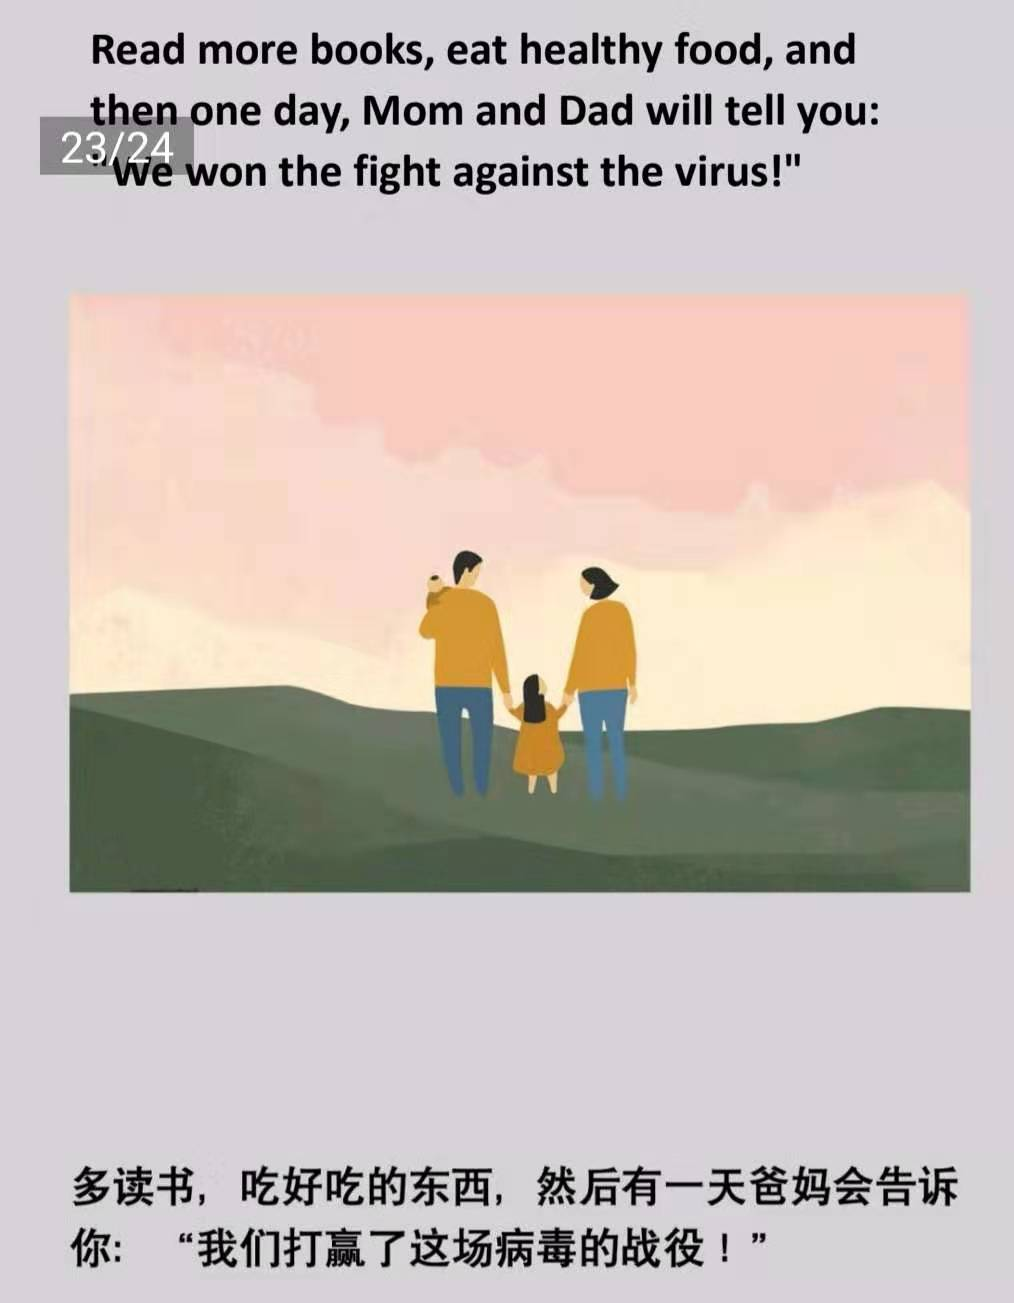 Read more books, eat healthy food, and
then one day, Mom and Dad will tell you:
23/24
"We won the fight against the virus!"
多读书，吃好吃的东西，然后有一天爸妈会告诉
你：“我们打赢了这场病毒的战役！”